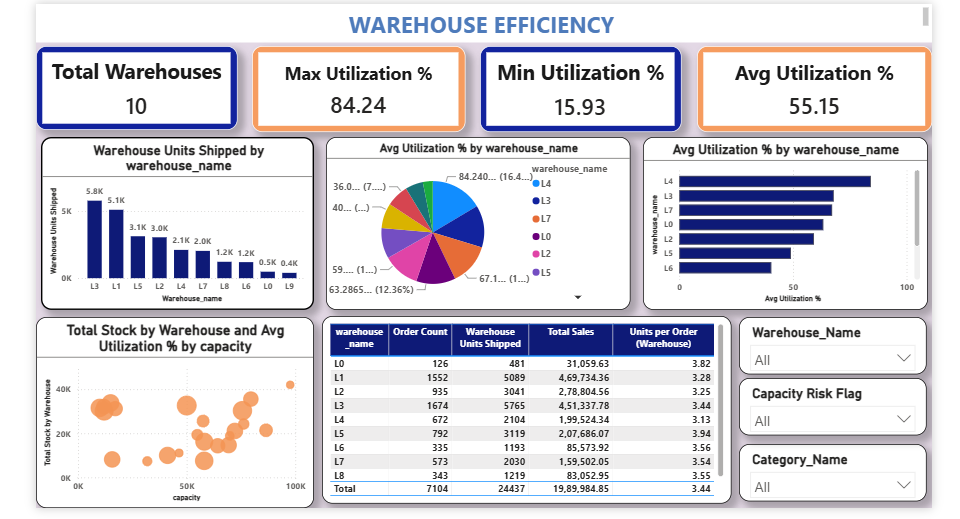 WAREHOUSE EFFICIENCY
Total Warehouses
10
Max Utilization %
84.24
Min Utilization %
15.93
Avg Utilization %
55.15
Warehouse Units Shipped by
warehouse_name
Warehouse Units Shipped
5K
0K
5.8K
5.1K
3.1K
3.0K
2.1K
2.0K
1.2K
1.2K
0.5K
0.4K
L3 L1 L5 L2 L4 L7 L8 L6 L0 L9
Warehouse_name
Avg Utilization % by warehouse_name
84.240... (16.4...)
67.1... (1...)
63.2865... (12.36%)
59.... (1...)
40... (...)
36.0... (7....)
warehouse_name
L4
L3
L7
L0
L2
L5
Avg Utilization % by warehouse_name
warehouse_name
L4
L3
L7
L0
L2
L5
L6
0 50 100
Avg Utilization %
Total Stock by Warehouse and Avg
Utilization % by capacity
Total Stock by Warehouse
40K
20K
0K
0K 50K 100K
capacity
warehouse_name Order Count Warehouse Units Shipped Total Sales Units per Order (Warehouse)
L0 126 481 31,059.63 3.82
L1 1552 5089 4,69,734.36 3.28
L2 935 3041 2,78,804.56 3.25
L3 1674 5765 4,51,337.78 3.44
L4 672 2104 1,99,524.34 3.13
L5 792 3119 2,07,686.07 3.94
L6 335 1193 85,573.92 3.56
L7 573 2030 1,59,502.05 3.54
L8 343 1219 83,052.95 3.55
Total 7104 24437 19,89,984.85 3.44
Warehouse_Name
All
Capacity Risk Flag
All
Category_Name
All